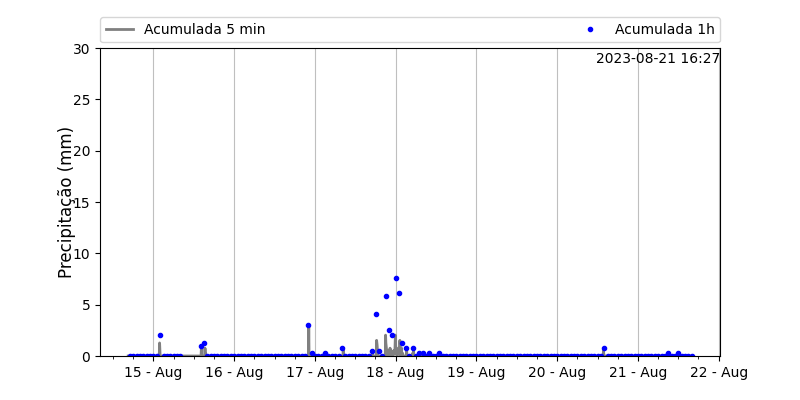 Acumulada 5 min
Acumulada 1h
2023-08-21 16:27
Precipitação (mm)
30
25
20
15
10
5
0
15 - Aug
16 - Aug
17 - Aug
18 - Aug
19 - Aug
20 - Aug
21 - Aug
22 - Aug